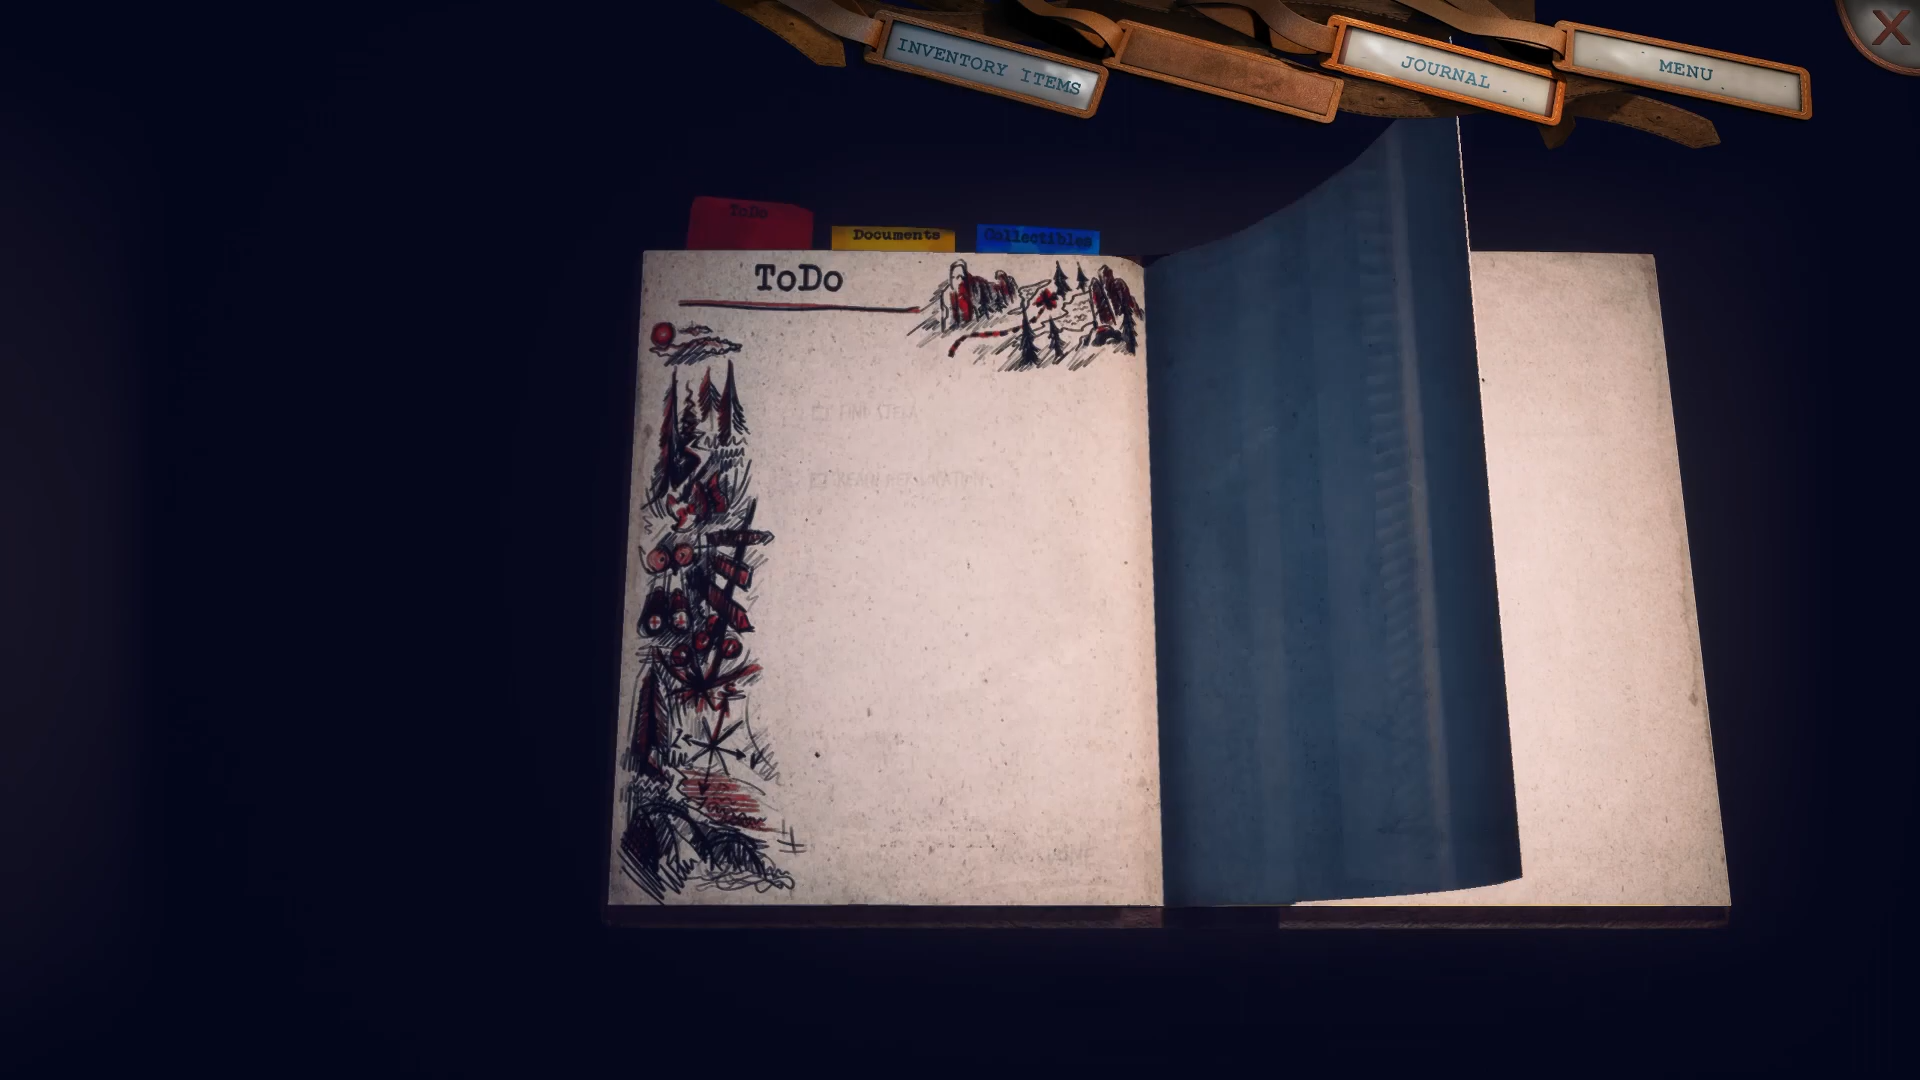 INVENTORY ITEMS
JOURNAL
MENU
ToDo
Documents
Collectibles
ToDo